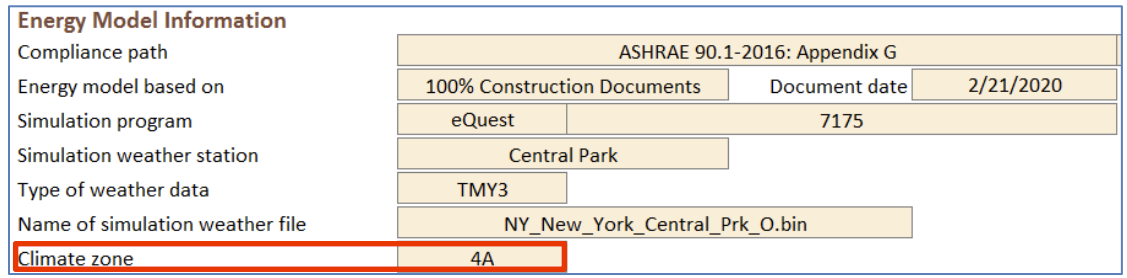 Energy Model Information
Compliance path ASHRAE 90.1-2016: Appendix G
Energy model based on 100% Construction Documents Document date 2/21/2020
Simulation program eQuest 7175
Simulation weather station Central Park
Type of weather data TMY3
Name of simulation weather file NY_New_York_Central_Prk_O.bin
Climate zone 4A